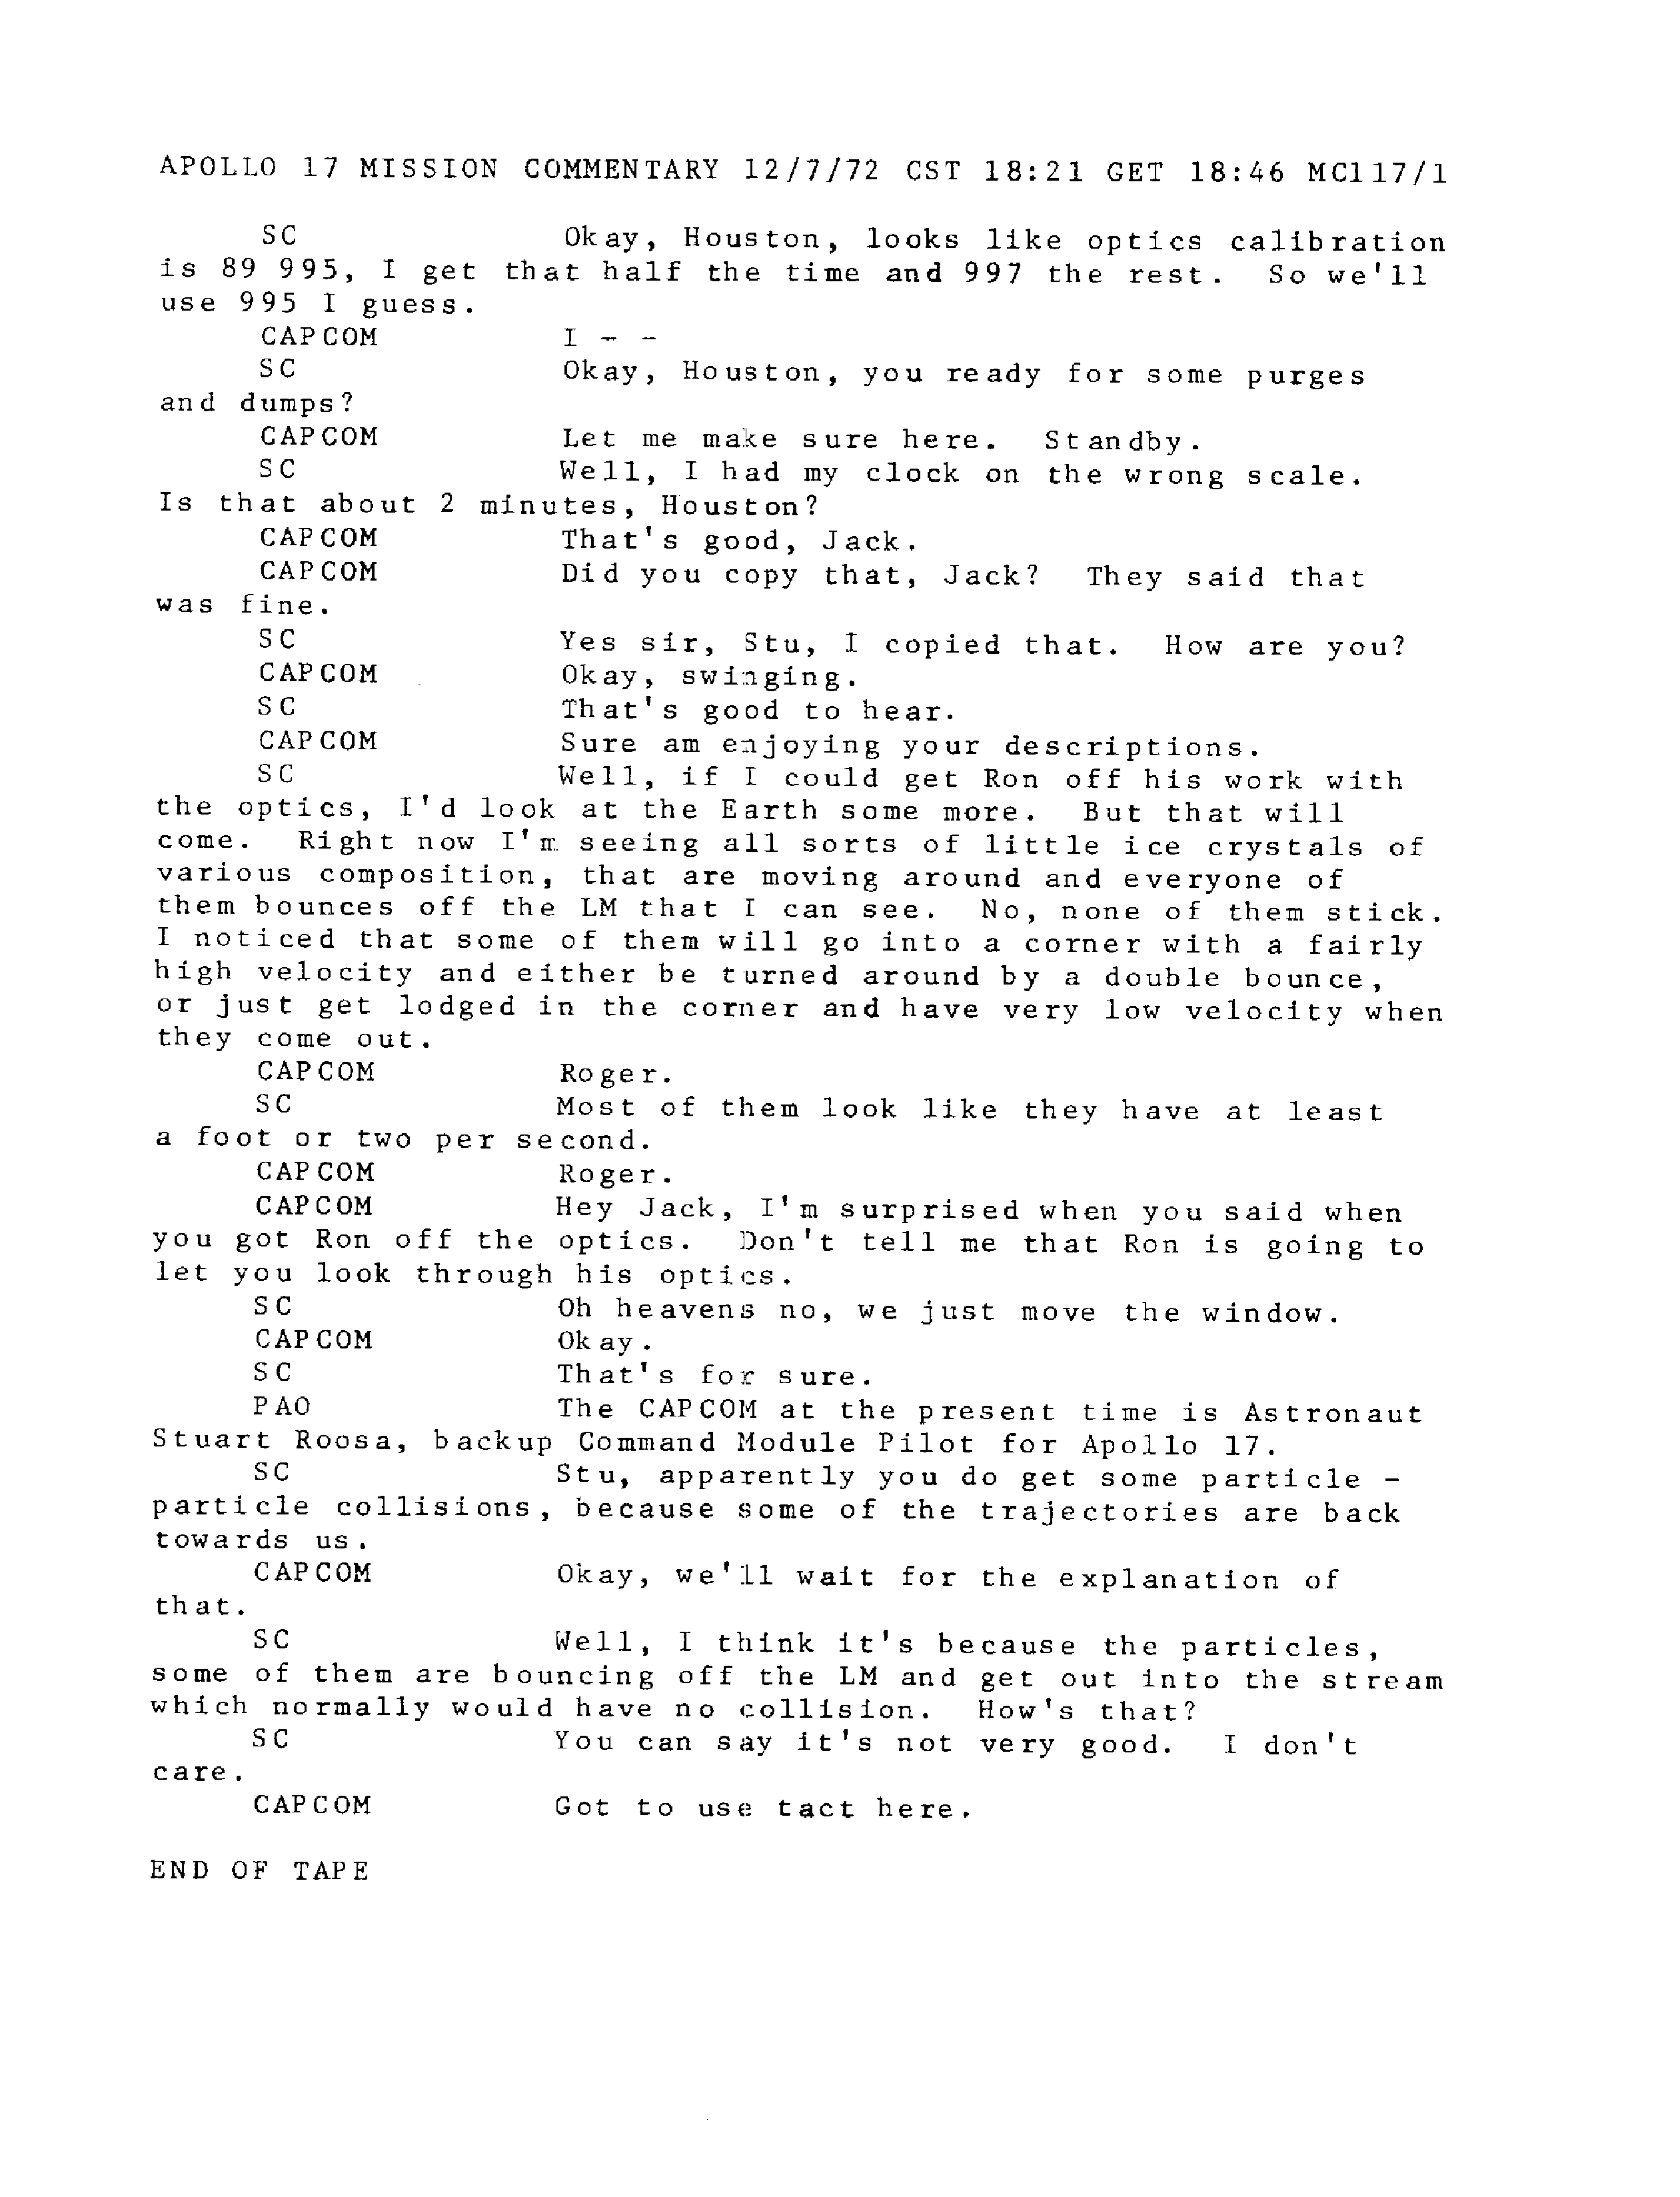 APOLLO 17 MISSION COMMENTARY 12/7/72 CST 18:21 GET 18:46 MC117/1
SC Okay, Houston, looks like optics calibration
is 89 995, I get that half the time and 997 the rest. So we'll
use 995 I guess.
CAPCOM I - -
SC Okay, Houston, you ready for some purges
and dumps?
CAPCOM Let me make sure here. Standby.
SC Well, I had my clock on the wrong scale.
Is that about 2 minutes, Houston?
CAPCOM That's good, Jack.
CAPCOM Did you copy that, Jack? They said that
was fine.
SC Yes sir, Stu, I copied that. How are you?
CAPCOM Okay, swinging.
SC That's good to hear.
CAPCOM Sure am enjoying your descriptions.
SC Well, if I could get Ron off his work with
the optics, I'd look at the Earth some more. But that will
come. Right now I'm seeing all sorts of little ice crystals of
various composition, that are moving around and everyone of
them bounces off the LM that I can see. No, none of them stick.
I noticed that some of them will go into a corner with a fairly
high velocity and either be turned around by a double bounce,
or just get lodged in the corner and have very low velocity when
they come out.
CAPCOM Roger.
SC Most of them look like they have at least
a foot or two per second.
CAPCOM Roger.
CAPCOM Hey Jack, I'm surprised when you said when
you got Ron off the optics. Don't tell me that Ron is going to
let you look through his optics.
SC Oh heavens no, we just move the window.
CAPCOM Okay.
SC That's for sure.
PAO The CAPCOM at the present time is Astronaut
Stuart Roosa, backup Command Module Pilot for Apollo 17.
SC Stu, apparently you do get some particle -
particle collisions, because some of the trajectories are back
towards us.
CAPCOM Okay, we'll wait for the explanation of
that.
SC Well, I think it's because the particles,
some of them are bouncing off the LM and get out into the stream
which normally would have no collision. How's that?
SC You can say it's not very good. I don't
care.
CAPCOM Got to use tact here.
END OF TAPE